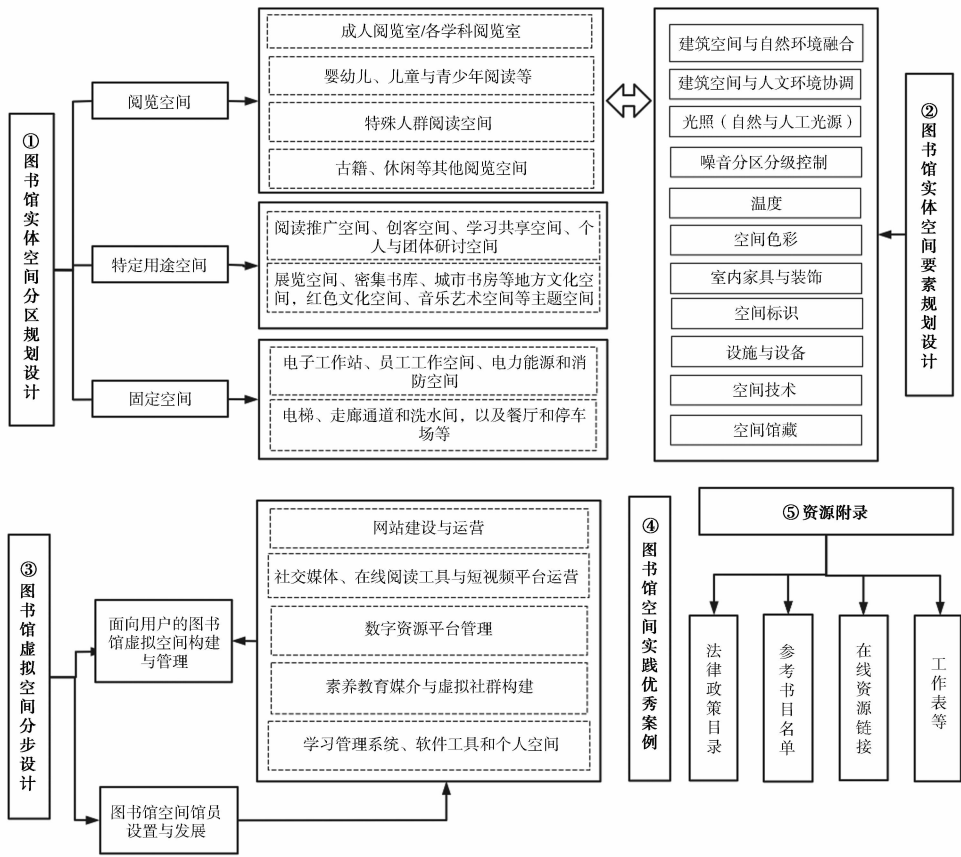 ①图书馆实体空间分区规划设计
阅览空间
成人阅览室/各学科阅览室
婴幼儿、儿童与青少年阅读等
特殊人群阅读空间
古籍、休闲等其他阅览空间
特定用途空间
阅读推广空间、创客空间、学习共享空间、个
人与团体研讨空间
展览空间、密集书库、城市书房等地方文化空
间，红色文化空间、音乐艺术空间等主题空间
固定空间
电子工作站、员工工作空间、电力能源和消
防空间
电梯、走廊通道和洗水间，以及餐厅和停车
场等
建筑空间与自然环境融合
建筑空间与人文环境协调
光照（自然与人工光源）
噪音分区分级控制
温度
空间色彩
室内家具与装饰
空间标识
设施与设备
空间技术
空间馆藏
②图书馆实体空间要素规划设计
③图书馆虚拟空间分步设计
面向用户的图书
馆虚拟空间构建
与管理
图书馆空间馆员
设置与发展
网站建设与运营
社交媒体、在线阅读工具与短视频平台运营
数字资源平台管理
素养教育媒介与虚拟社群构建
学习管理系统、软件工具和个人空间
④图书馆空间实践优秀案例
⑤资源附录
法律政策目录
参考书目名单
在线资源链接
工作表等